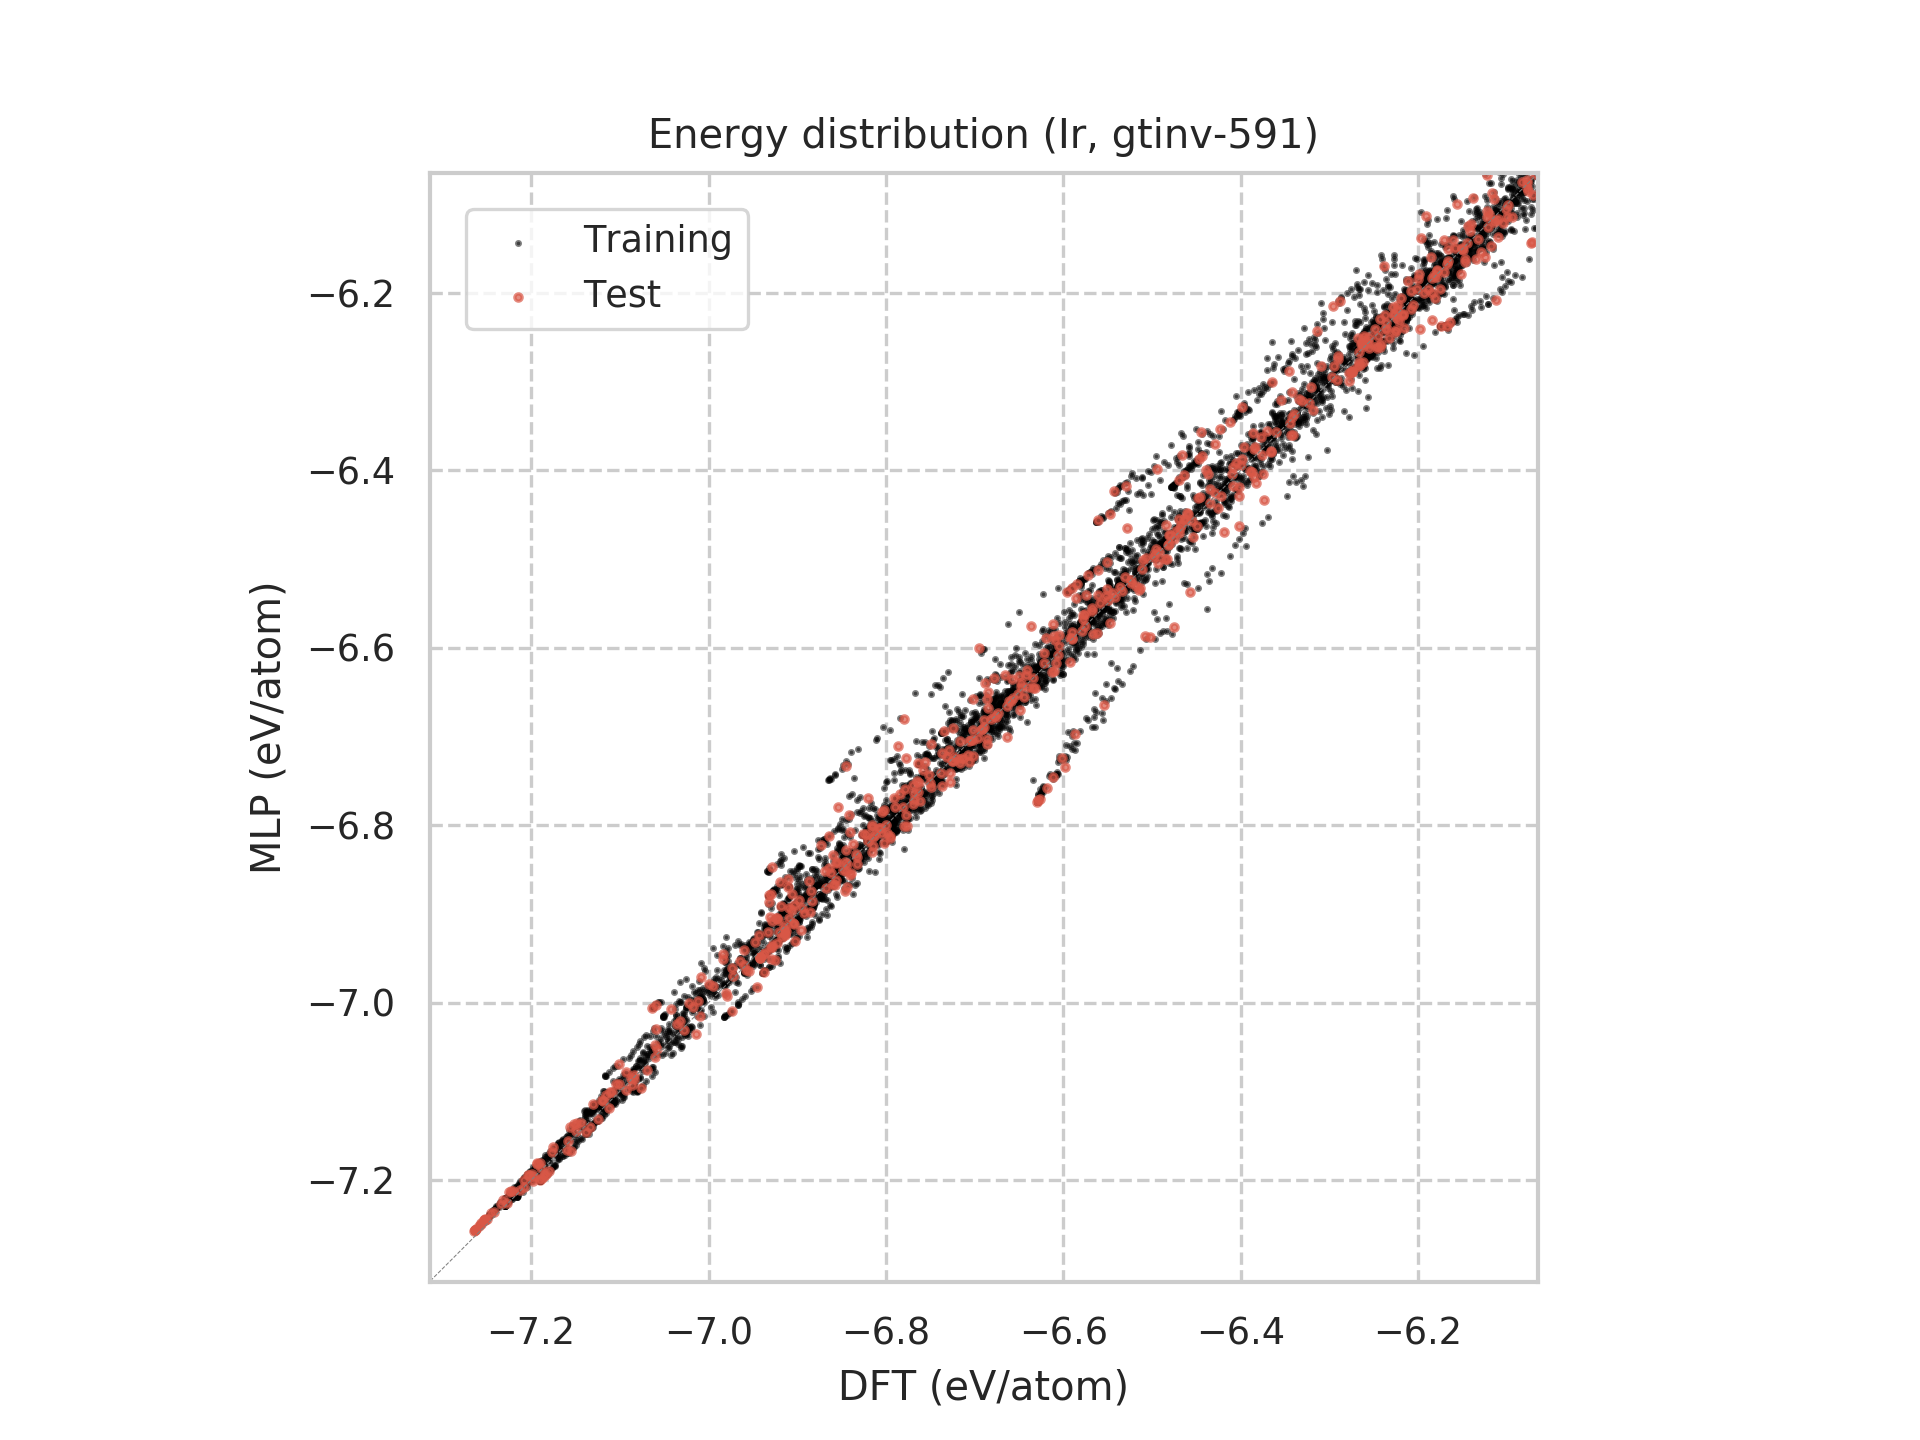 Energy distribution (Ir, gtinv-591)
Training
Test
−6.2
−6.4
−6.6
−6.8
−7.0
−7.2
MLP (eV/atom)
−7.2
−7.0
−6.8
−6.6
−6.4
−6.2
DFT (eV/atom)